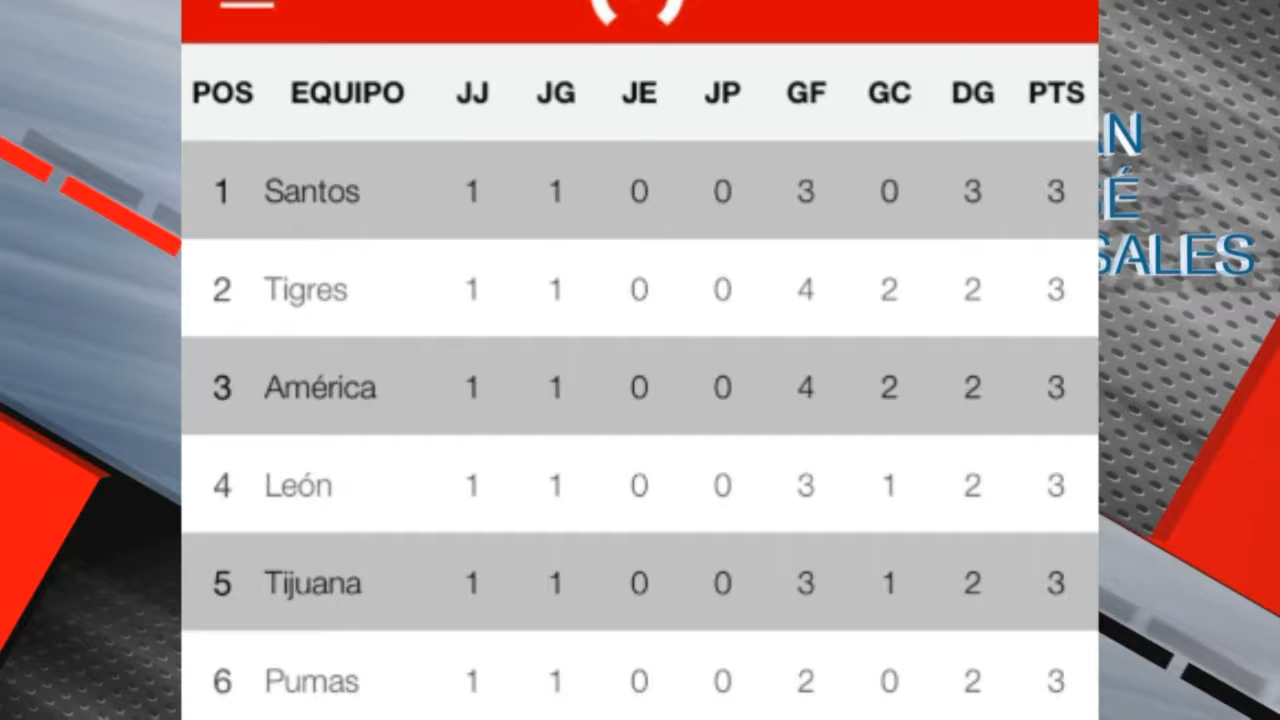 POS EQUIPO JJ JG JE JP GF GC DG PTS
1 Santos 1 1 0 0 3 0 3 3
2 Tigres 1 1 0 0 4 2 2 3
3 América 1 1 0 0 4 2 2 3
4 León 1 1 0 0 3 1 2 3
5 Tijuana 1 1 0 0 3 1 2 3
6 Pumas 1 1 0 0 2 0 2 3